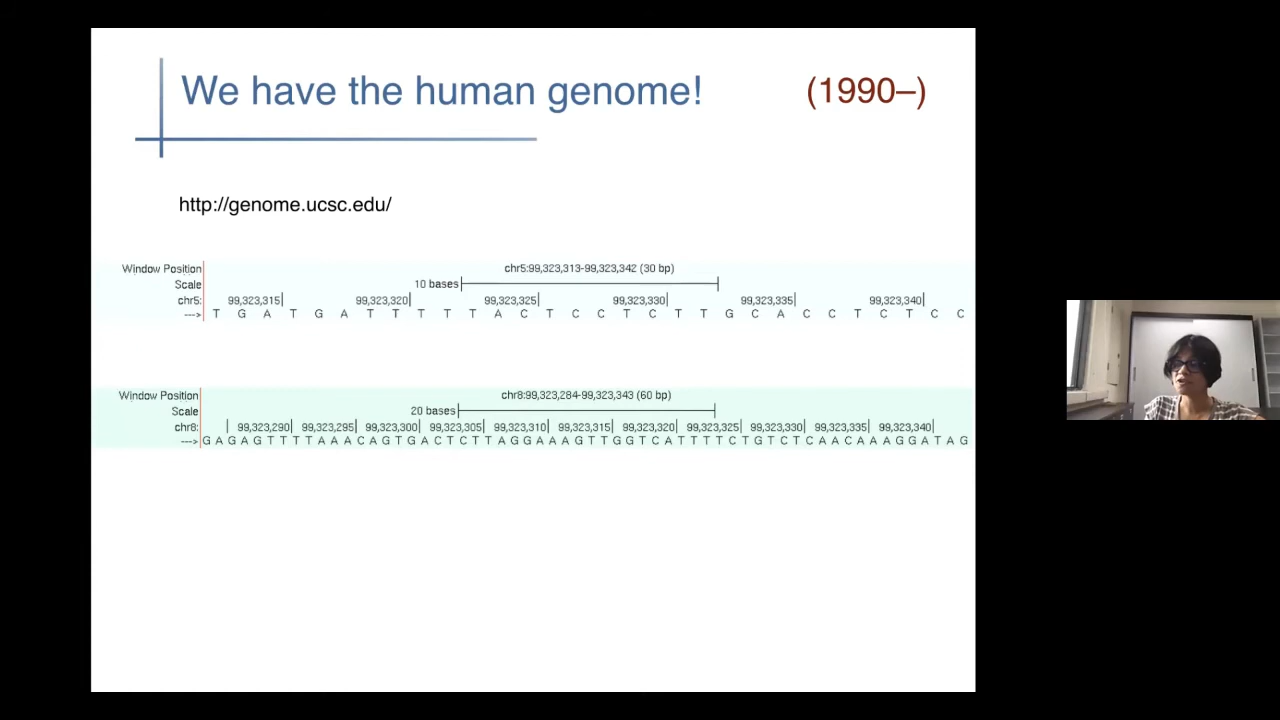 We have the human genome! (1990–)
http://genome.ucsc.edu/
Window Position chr5:99,323,313-99,323,342 (30 bp)
Scale 10 bases
chr5: 99,323,315 99,323,320 99,323,325 99,323,330 99,323,335 99,323,340
---> T G A T G A T T T T T A C T C C T C T T G C A C C T C T C C
Window Position chr8:99,323,284-99,323,343 (60 bp)
Scale 20 bases
chr8: 99,323,290 99,323,295 99,323,300 99,323,305 99,323,310 99,323,315 99,323,320 99,323,325 99,323,330 99,323,335 99,323,340
---> G A G A G T T T T A A A C A G T G A C T C T T A G G A A A G T T G G T C A T T T T C T G T C T C A A C A A A G G A T A G